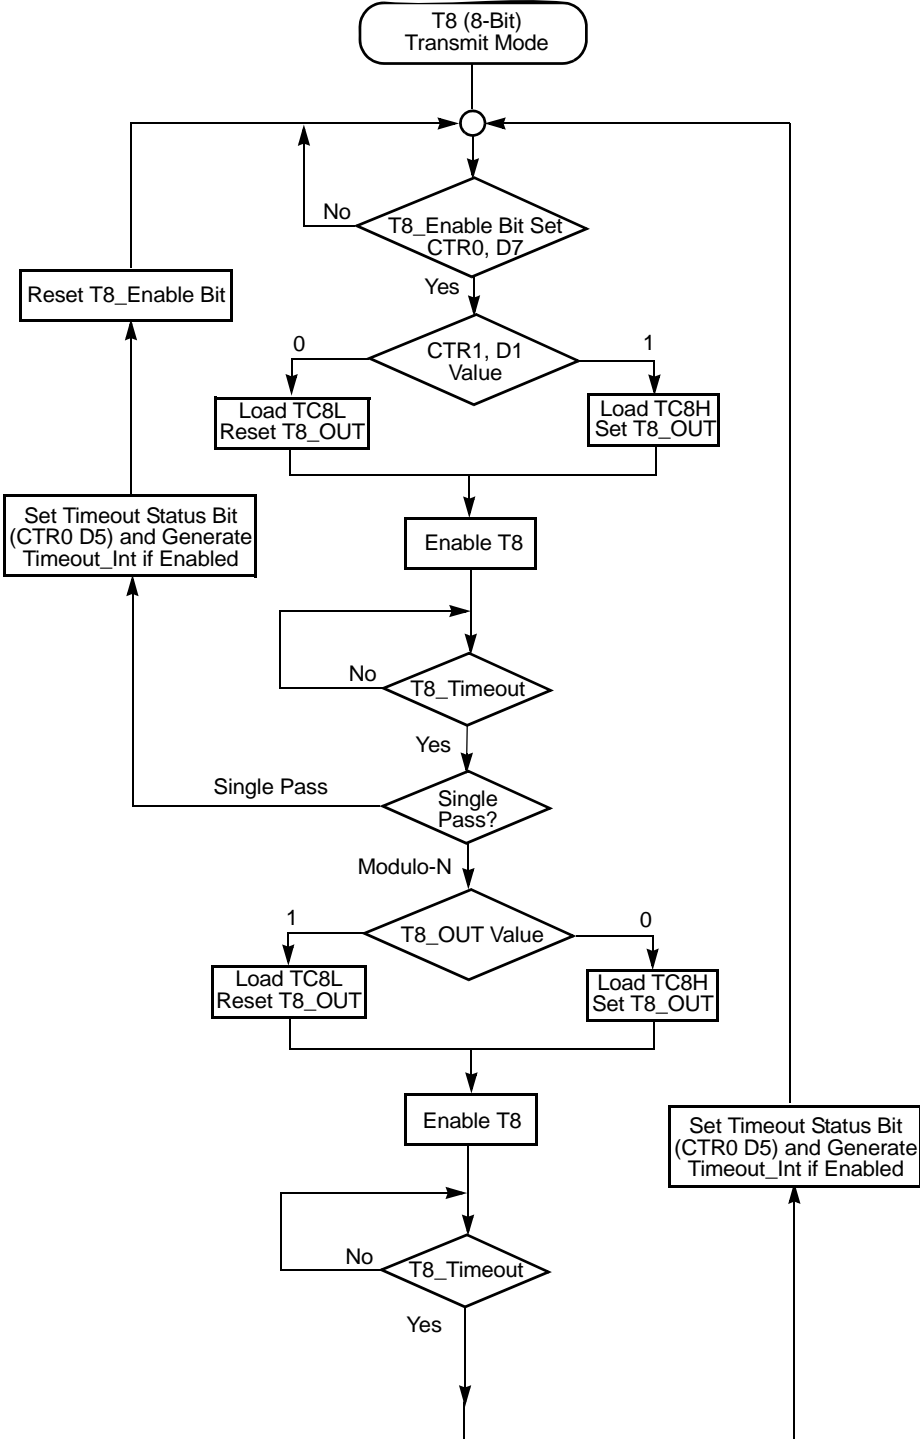 T8 (8-Bit)
Transmit Mode
No
T8_Enable Bit Set
CTR0, D7
Yes
Reset T8_Enable Bit
0
CTR1, D1
Value
1
Load TC8L
Reset T8_OUT
Load TC8H
Set T8_OUT
Set Timeout Status Bit
(CTR0 D5) and Generate
Timeout_Int if Enabled
Enable T8
No
T8_Timeout
Yes
Single Pass
Single
Pass?
Modulo-N
1
T8_OUT Value
0
Load TC8L
Reset T8_OUT
Load TC8H
Set T8_OUT
Enable T8
Set Timeout Status Bit
(CTR0 D5) and Generate
Timeout_Int if Enabled
No
T8_Timeout
Yes